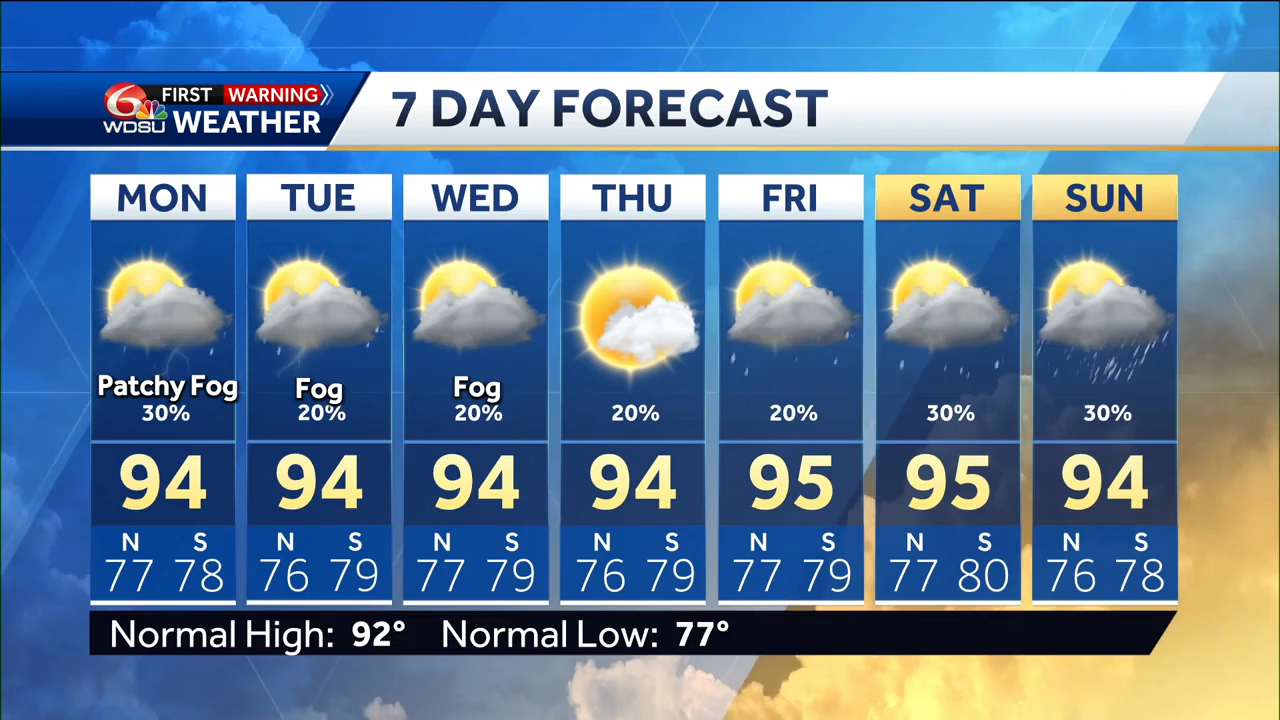 6 FIRST WARNING
WDSU WEATHER
7 DAY FORECAST
MON TUE WED THU FRI SAT SUN
Patchy Fog Fog Fog
30% 20% 20% 20% 20% 30% 30%
94 94 94 94 95 95 94
N S N S N S N S N S N S N S
77 78 76 79 77 79 76 79 77 79 77 80 76 78
Normal High: 92° Normal Low: 77°